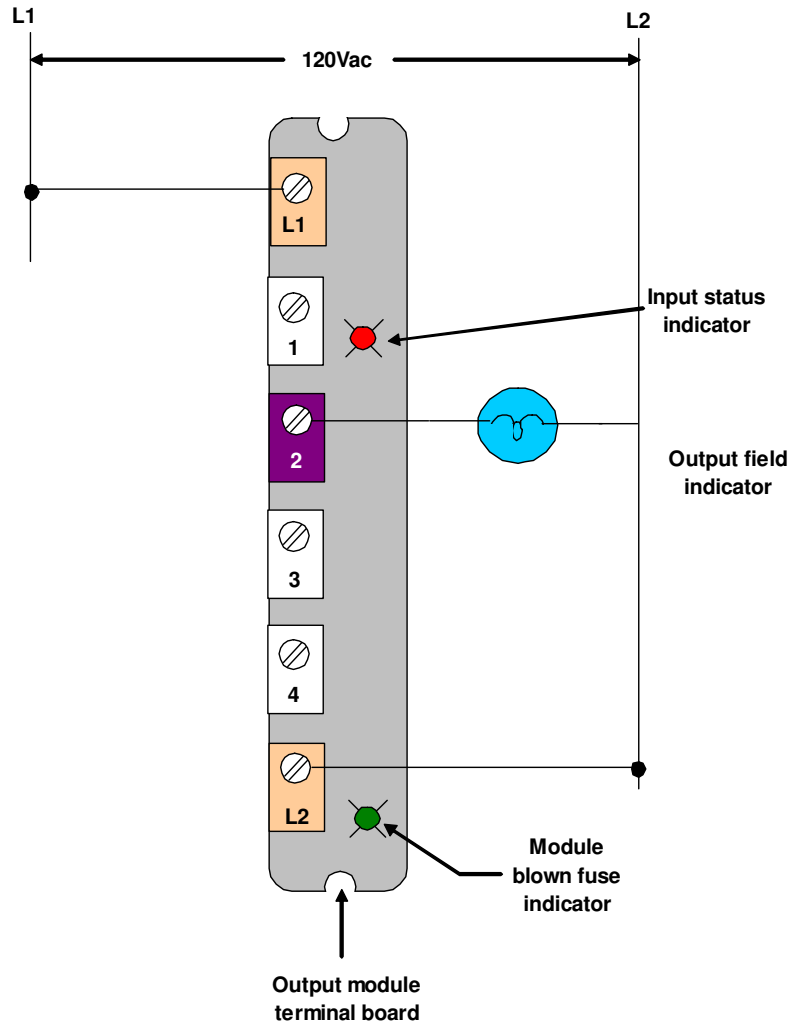 L1
L2
120Vac
L1
1
Input status
indicator
2
Output field
indicator
3
4
L2
Module
blown fuse
indicator
Output module
terminal board